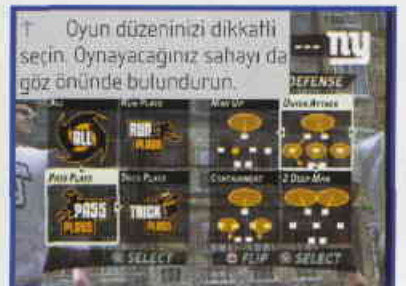 ↑ Oyun düzeninizi dikkatli
seçin. Oynayacağınız sahayı da
göz önünde bulundurun.
ny
DEFENSE
ALL
RUN PLAYS
MAN UP
QUICK ATTACK
ALL
RUN
PLAYS
PASS PLAYS
TRICK PLAYS
CONTAINMENT
2 DEEP MAN
PASS
PLAYS
TRICK
PLAYS
SELECT
FLIP
SELECT